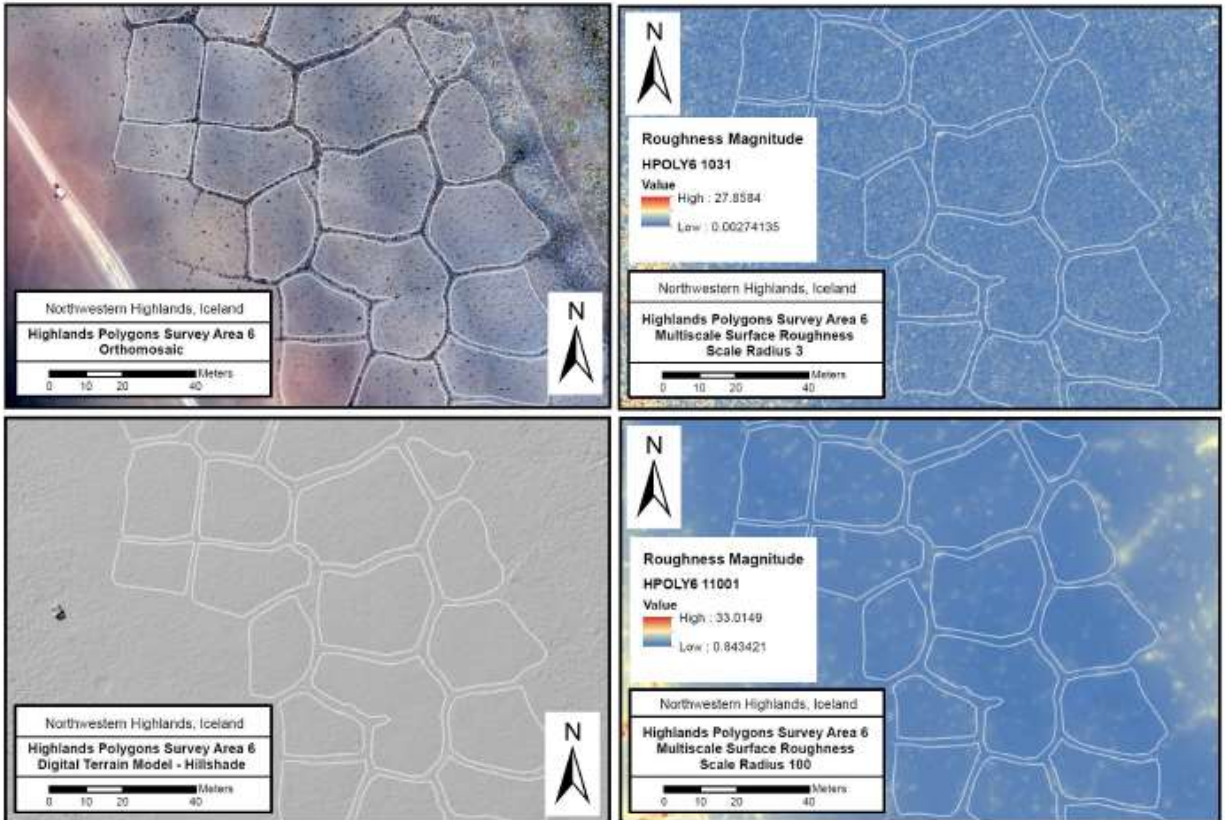 N
Northwestern Highlands, Iceland
Highlands Polygons Survey Area 6
Orthomosaic
0 10 20 40 Meters
N
Roughness Magnitude
HPOLY6 1031
Value
High : 27.8584
Low : 0.00274135
Northwestern Highlands, Iceland
Highlands Polygons Survey Area 6
Multiscale Surface Roughness
Scale Radius 3
0 10 20 40 Meters
N
Northwestern Highlands, Iceland
Highlands Polygons Survey Area 6
Digital Terrain Model - Hillshade
0 10 20 40 Meters
N
Roughness Magnitude
HPOLY6 11001
Value
High : 33.0149
Low : 0.843421
Northwestern Highlands, Iceland
Highlands Polygons Survey Area 6
Multiscale Surface Roughness
Scale Radius 100
0 10 20 40 Meters